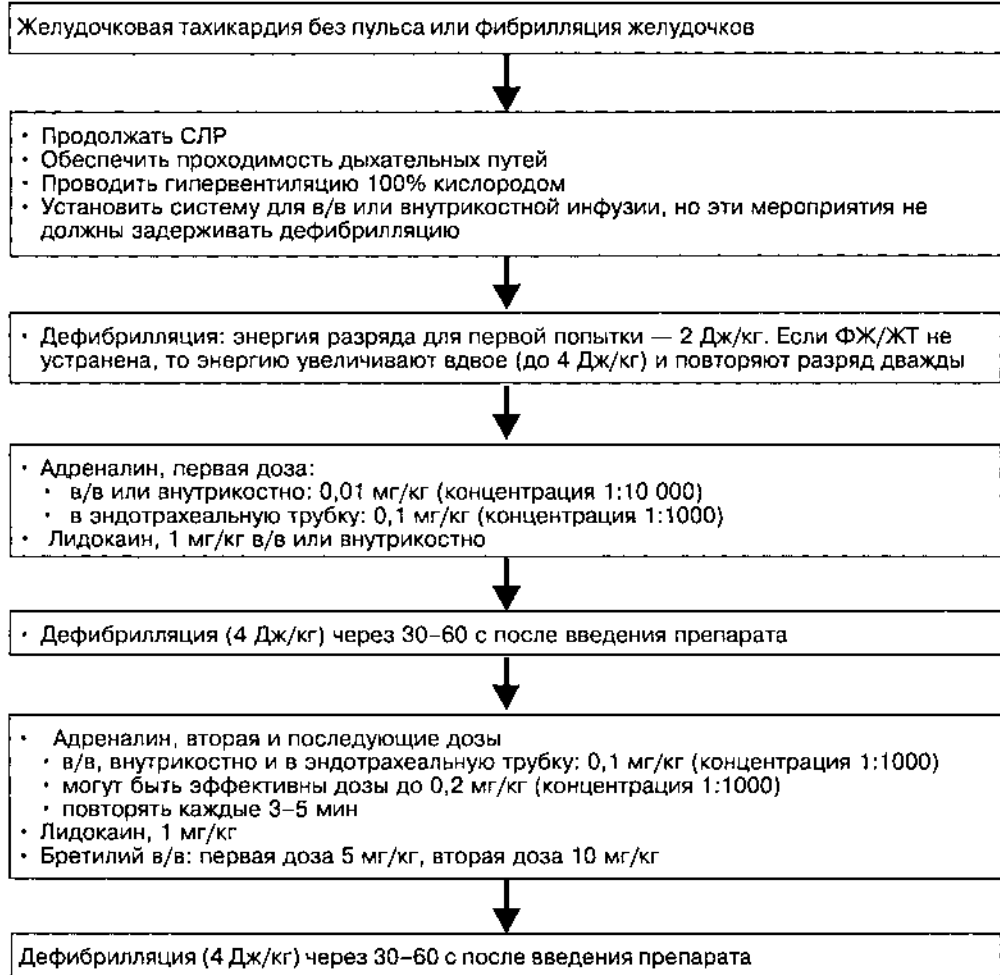 Желудочковая тахикардия без пульса или фибрилляция желудочков
• Продолжать СЛР
• Обеспечить проходимость дыхательных путей
• Проводить гипервентиляцию 100% кислородом
• Установить систему для в/в или внутрикостной инфузии, но эти мероприятия не
должны задерживать дефибрилляцию
• Дефибрилляция: энергия разряда для первой попытки — 2 Дж/кг. Если ФЖ/ЖТ не
устранена, то энергию увеличивают вдвое (до 4 Дж/кг) и повторяют разряд дважды
• Адреналин, первая доза:
• в/в или внутрикостно: 0,01 мг/кг (концентрация 1:10 000)
• в эндотрахеальную трубку: 0,1 мг/кг (концентрация 1:1000)
• Лидокаин, 1 мг/кг в/в или внутрикостно
• Дефибрилляция (4 Дж/кг) через 30–60 с после введения препарата
• Адреналин, вторая и последующие дозы
• в/в, внутрикостно и в эндотрахеальную трубку: 0,1 мг/кг (концентрация 1:1000)
• могут быть эффективны дозы до 0,2 мг/кг (концентрация 1:1000)
• повторять каждые 3–5 мин
• Лидокаин, 1 мг/кг
• Бретилий в/в: первая доза 5 мг/кг, вторая доза 10 мг/кг
Дефибрилляция (4 Дж/кг) через 30–60 с после введения препарата